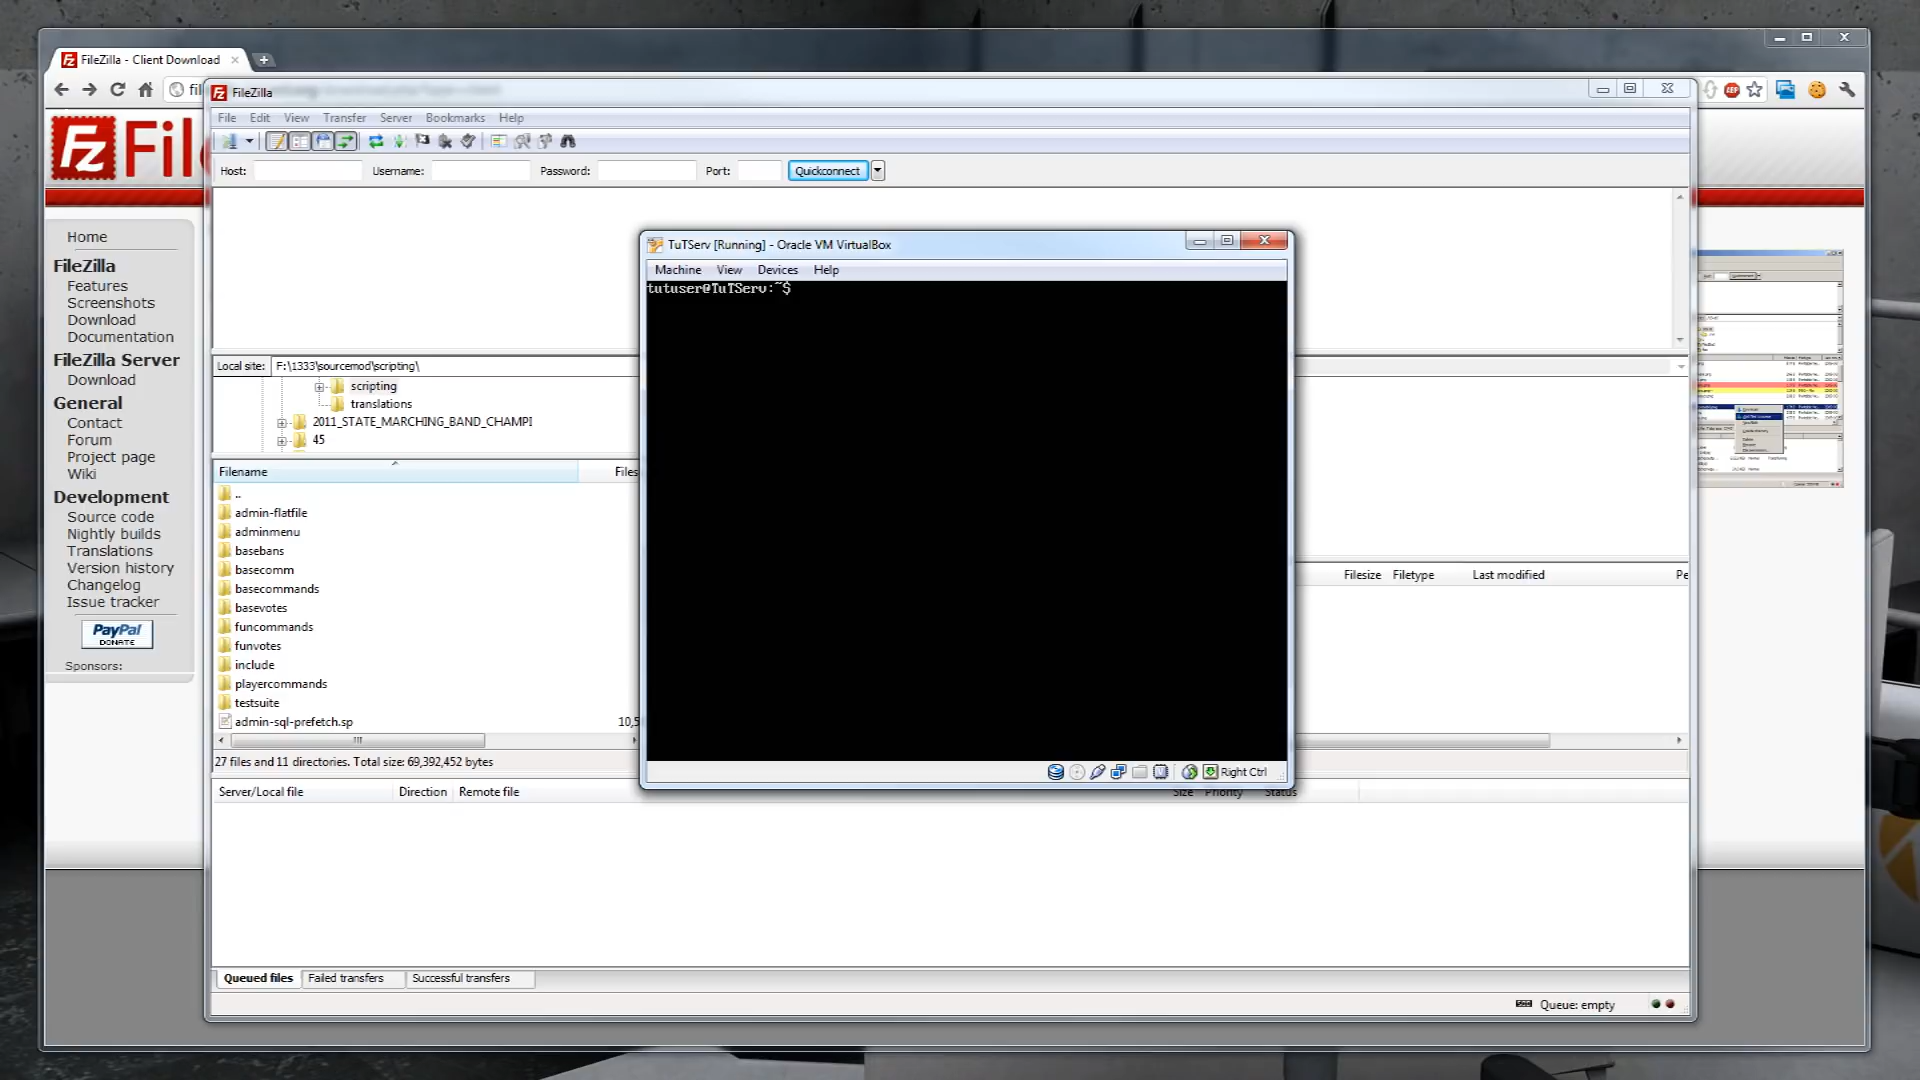 FileZilla - Client Download
FileZilla
File Edit View Transfer Server Bookmarks Help
Host: Username: Password: Port: Quickconnect
Fz Fil
Home
FileZilla
Features
Screenshots
Download
Documentation
FileZilla Server
Download
General
Contact
Forum
Project page
Wiki
Development
Source code
Nightly builds
Translations
Version history
Changelog
Issue tracker
PayPal
DONATE
Sponsors:
Local site: F:\1333\sourcemod\scripting\
scripting
translations
2011_STATE_MARCHING_BAND_CHAMPI
45
Filename Files
..
admin-flatfile
adminmenu
basebans
basecomm
basecommands
basevotes
funcommands
funvotes
include
playercommands
testsuite
admin-sql-prefetch.sp 10,5
27 files and 11 directories. Total size: 69,392,452 bytes
TuTServ [Running] - Oracle VM VirtualBox
Machine View Devices Help
tutuser@TuTServ:~$
Right Ctrl
Filesize Filetype Last modified Pe
Server/Local file Direction Remote file Size Priority Status
Queued files Failed transfers Successful transfers
Queue: empty